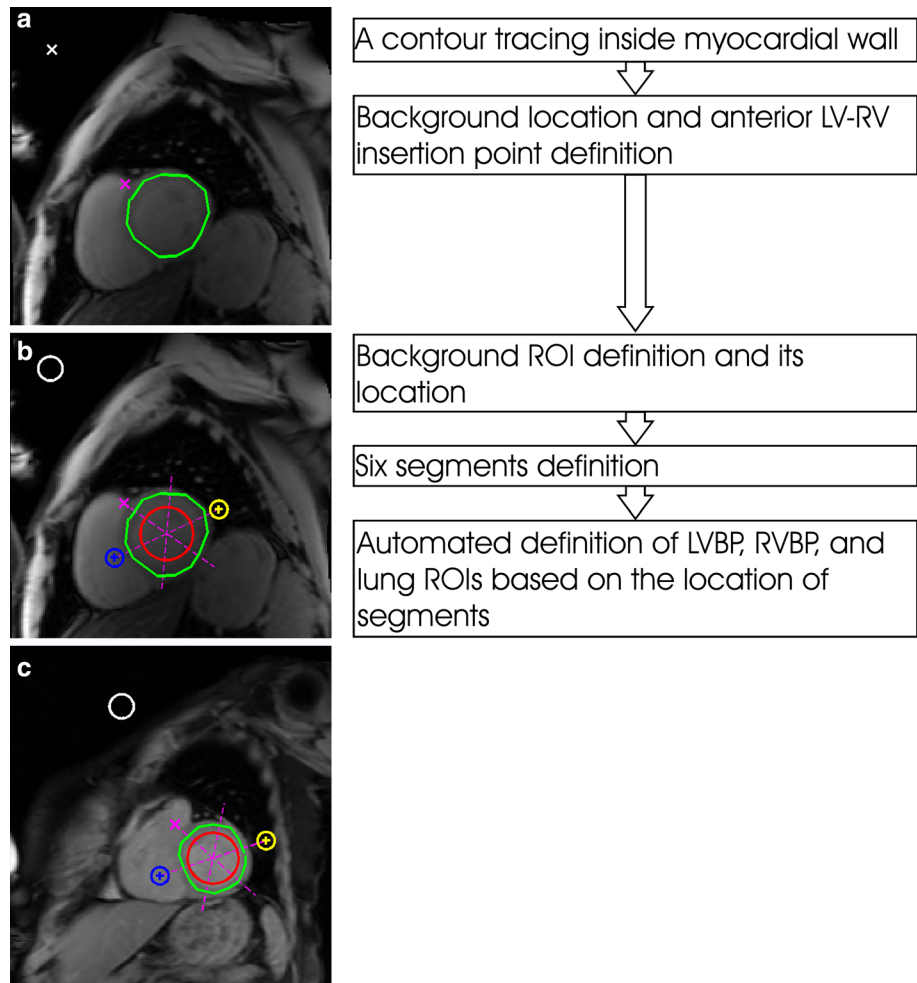 a
A contour tracing inside myocardial wall
Background location and anterior LV-RV
insertion point definition
b
Background ROI definition and its
location
Six segments definition
Automated definition of LVBP, RVBP, and
lung ROIs based on the location of
segments
c